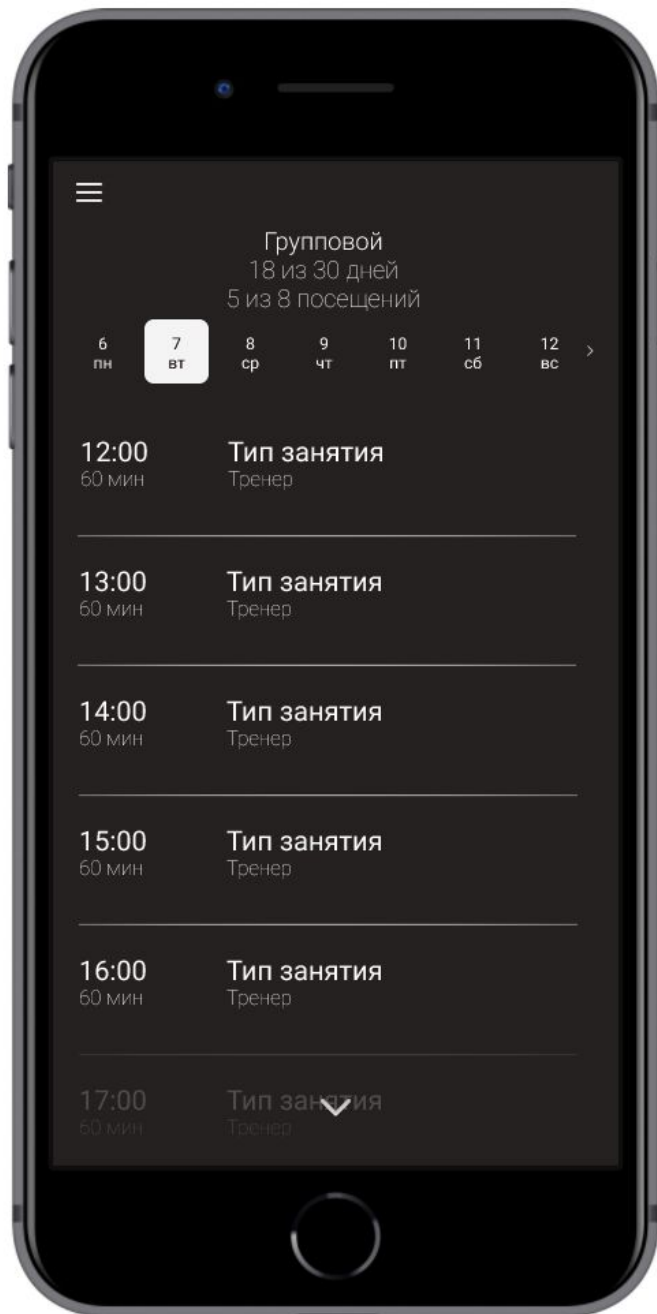 Групповой
18 из 30 дней
5 из 8 посещений
6 7 8 9 10 11 12
пн вт ср чт пт сб вс
12:00 Тип занятия
60 мин Тренер
13:00 Тип занятия
60 мин Тренер
14:00 Тип занятия
60 мин Тренер
15:00 Тип занятия
60 мин Тренер
16:00 Тип занятия
60 мин Тренер
17:00 Тип занятия
60 мин Тренер